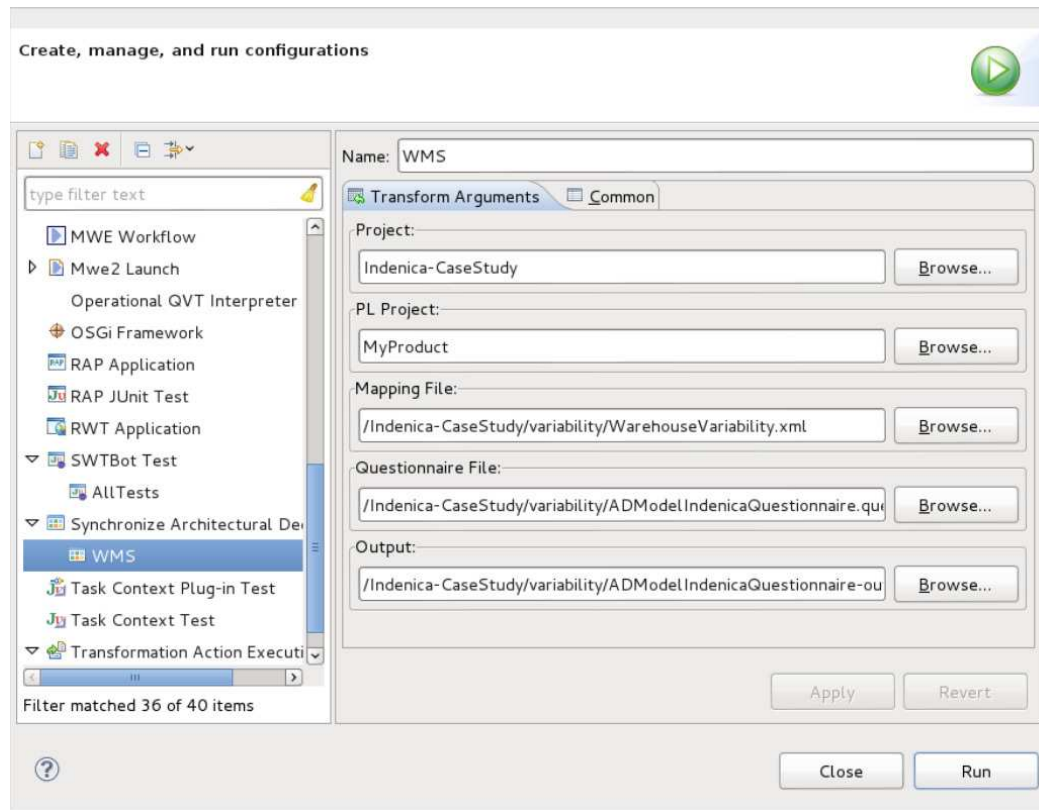 Create, manage, and run configurations
type filter text
MWE Workflow
Mwe2 Launch
Operational QVT Interpreter
OSGi Framework
RAP Application
RAP JUnit Test
RWT Application
SWTBot Test
AllTests
Synchronize Architectural De
WMS
Task Context Plug-in Test
Task Context Test
Transformation Action Executi
Filter matched 36 of 40 items
Name: WMS
Transform Arguments Common
Project:
Indenica-CaseStudy Browse...
PL Project:
MyProduct Browse...
Mapping File:
/Indenica-CaseStudy/variability/WarehouseVariability.xml Browse...
Questionnaire File:
/Indenica-CaseStudy/variability/ADModelIndenicaQuestionnaire.que Browse...
Output:
/Indenica-CaseStudy/variability/ADModelIndenicaQuestionnaire-ou Browse...
Apply Revert
Close Run